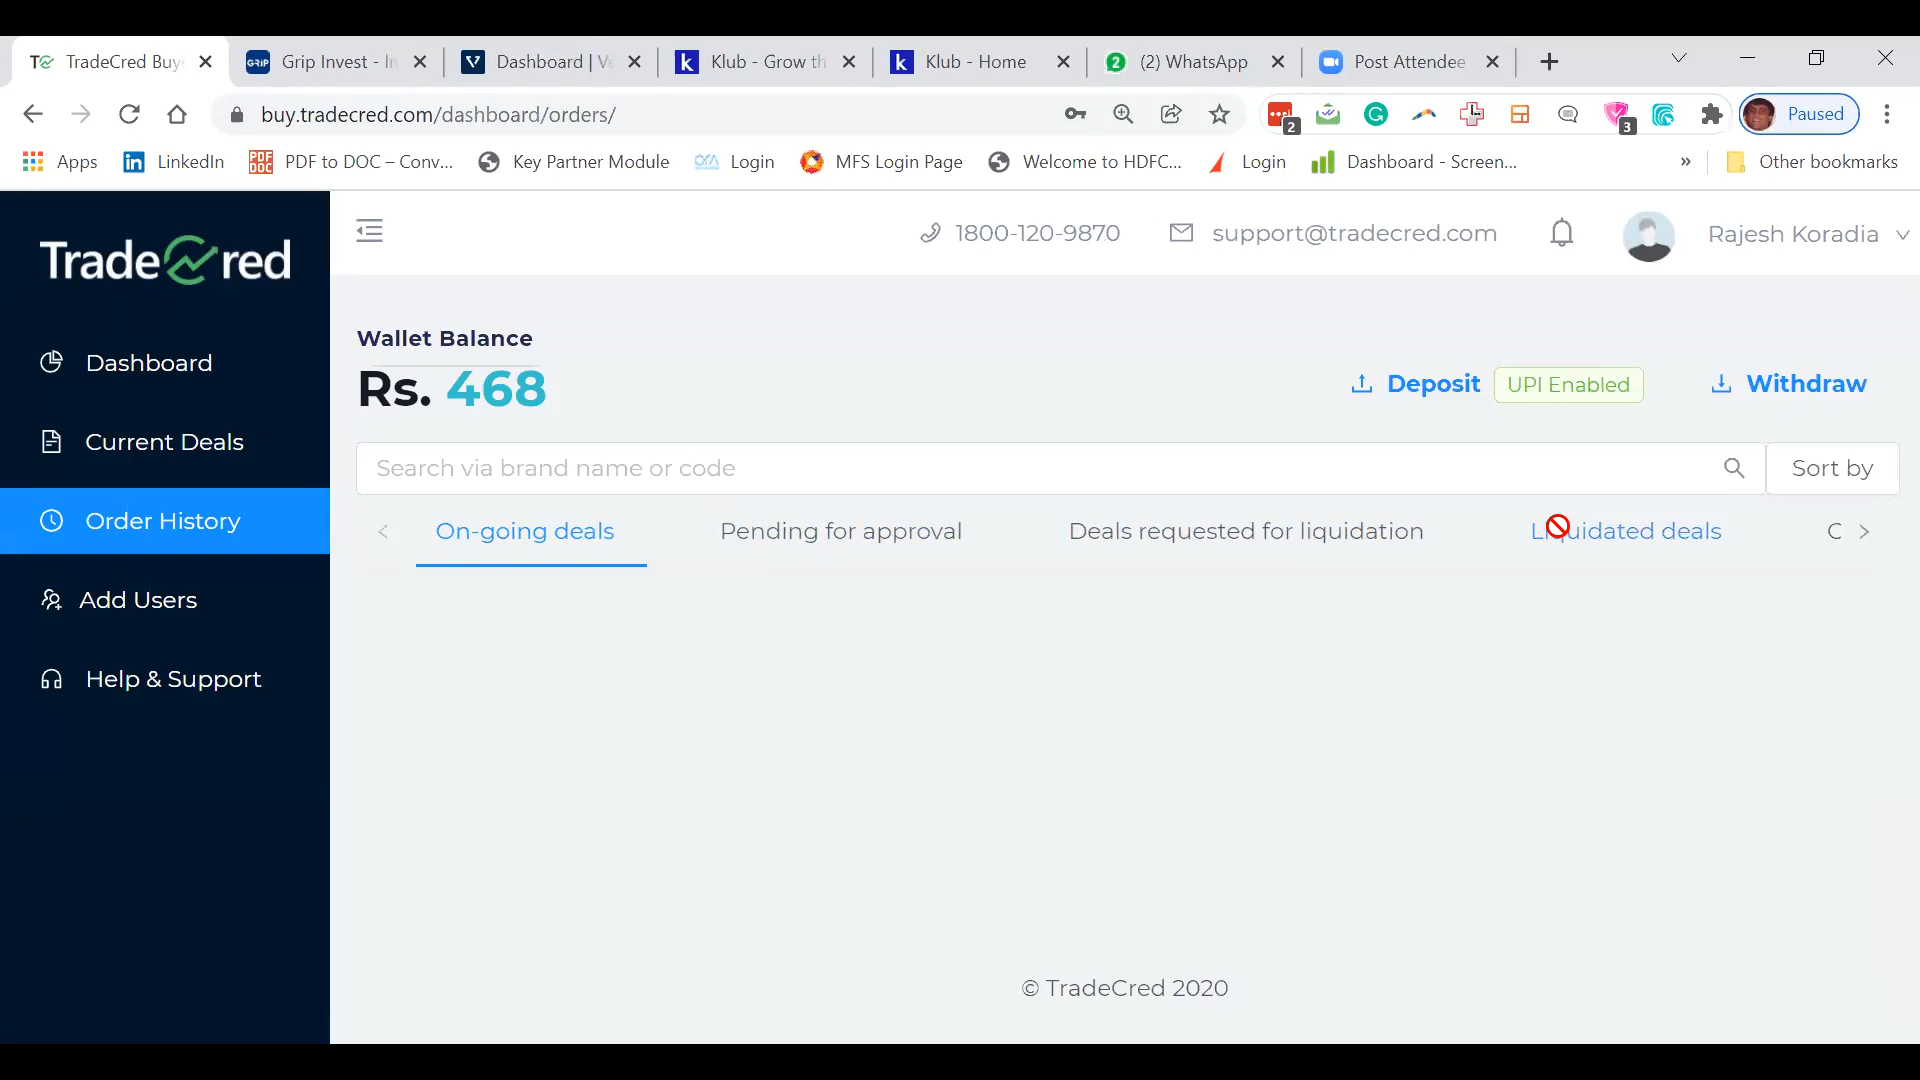 TradeCred Buy
Grip Invest - In
Dashboard | Ve
Klub - Grow th
Klub - Home
(2) WhatsApp
Post Attendee
buy.tradecred.com/dashboard/orders/
2
3
Paused
Apps
LinkedIn
PDF to DOC – Conv...
Key Partner Module
Login
MFS Login Page
Welcome to HDFC...
Login
Dashboard - Screen...
»
Other bookmarks
TradeCred
1800-120-9870
support@tradecred.com
Rajesh Koradia
Dashboard
Current Deals
Order History
Add Users
Help & Support
Wallet Balance
Rs. 468
Deposit
UPI Enabled
Withdraw
Search via brand name or code
Sort by
On-going deals
Pending for approval
Deals requested for liquidation
Liquidated deals
C
© TradeCred 2020